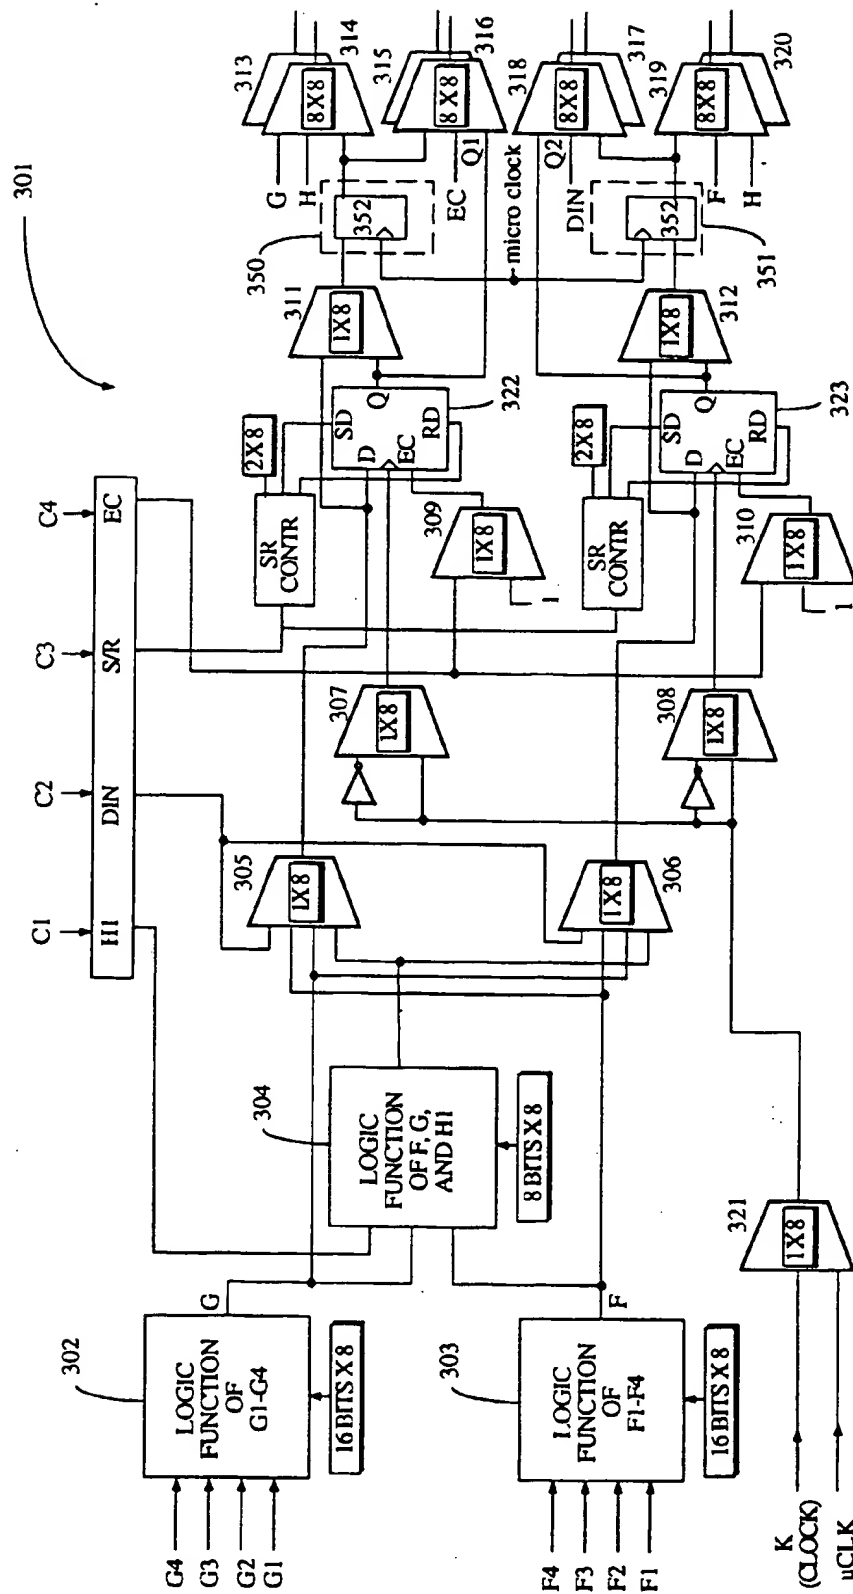 301
C1
C2
C3
C4
H1
DIN
S/R
EC
G4
G3
G2
G1
302
LOGIC
FUNCTION
OF
G1-G4
16 BITS X 8
G
F4
F3
F2
F1
303
LOGIC
FUNCTION
OF
F1-F4
16 BITS X 8
F
304
LOGIC
FUNCTION
OF F, G,
AND H1
8 BITS X 8
K
(CLOCK)
µCLK
321
1X8
305
1X8
306
1X8
307
1X8
308
1X8
SR
CONTR
2X8
309
1X8
1
SR
CONTR
2X8
310
1X8
1
SD
D
Q
EC
RD
322
SD
D
Q
EC
RD
323
311
1X8
312
1X8
350
352
micro clock
352
351
G
H
313
8X8
314
EC
Q1
315
8X8
316
Q2
DIN
318
8X8
317
F
H
319
8X8
320